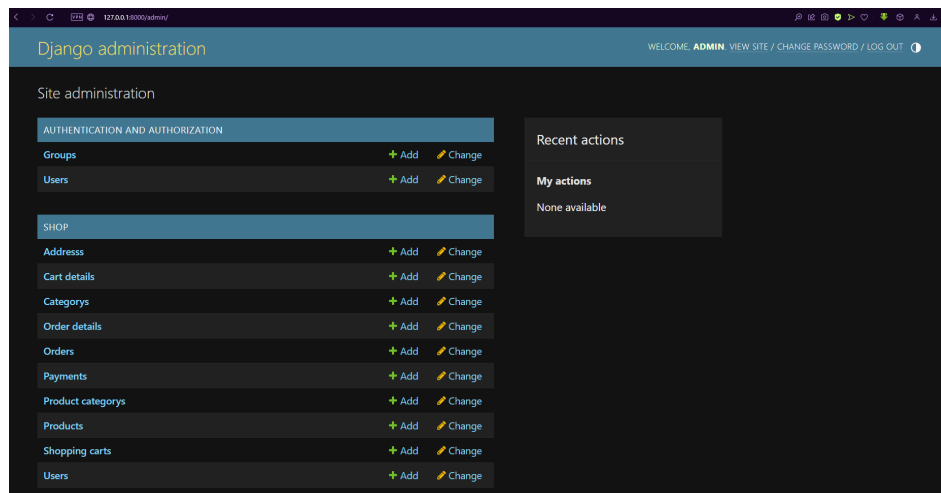 VPN 127.0.0.1:8000/admin/
Django administration
WELCOME, ADMIN. VIEW SITE / CHANGE PASSWORD / LOG OUT
Site administration
AUTHENTICATION AND AUTHORIZATION
Groups Add Change
Users Add Change
SHOP
Addresss Add Change
Cart details Add Change
Categorys Add Change
Order details Add Change
Orders Add Change
Payments Add Change
Product categorys Add Change
Products Add Change
Shopping carts Add Change
Users Add Change
Recent actions
My actions
None available